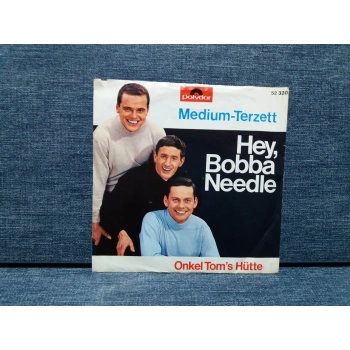 Polydor
52 320
Medium-Terzett
Hey,
Bobba
Needle
Onkel Tom's Hütte